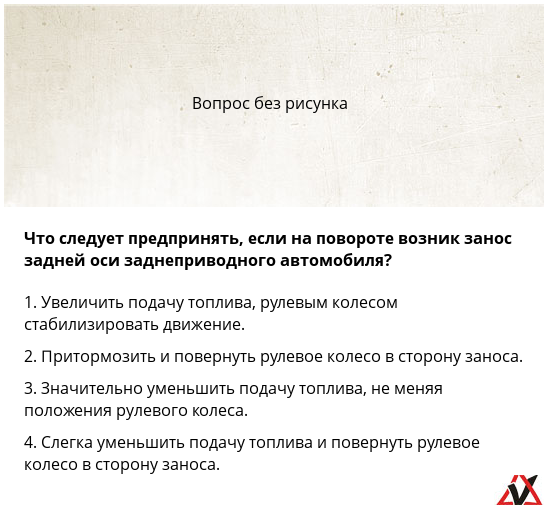 Вопрос без рисунка
Что следует предпринять, если на повороте возник занос
задней оси заднеприводного автомобиля?
1. Увеличить подачу топлива, рулевым колесом
стабилизировать движение.
2. Притормозить и повернуть рулевое колесо в сторону заноса.
3. Значительно уменьшить подачу топлива, не меняя
положения рулевого колеса.
4. Слегка уменьшить подачу топлива и повернуть рулевое
колесо в сторону заноса.